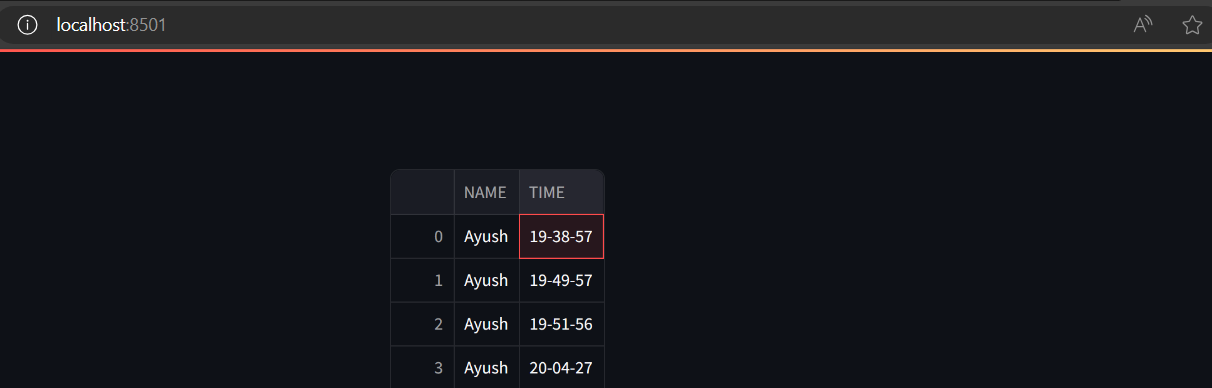 localhost:8501
A
NAME TIME
0 Ayush 19-38-57
1 Ayush 19-49-57
2 Ayush 19-51-56
3 Ayush 20-04-27